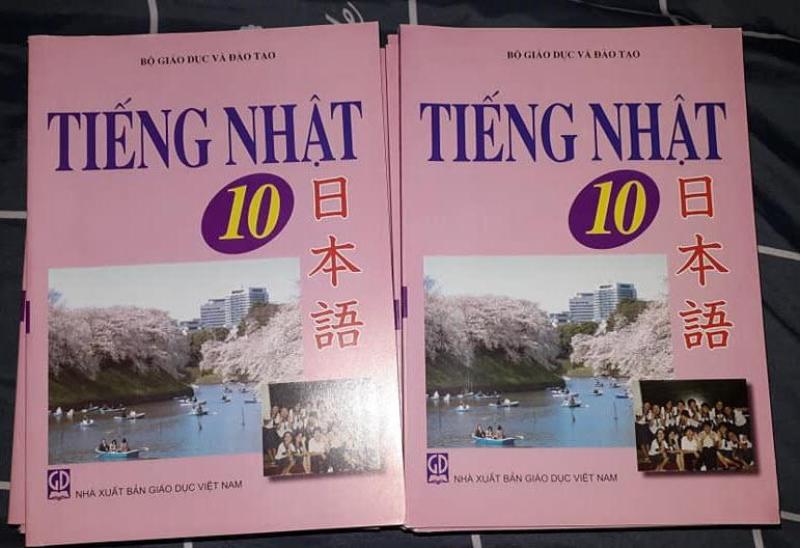 BỘ GIÁO DỤC VÀ ĐÀO TẠO
TIẾNG NHẬT
10
日本語
GD
NHÀ XUẤT BẢN GIÁO DỤC VIỆT NAM
BỘ GIÁO DỤC VÀ ĐÀO TẠO
TIẾNG NHẬT
10
日本語
GD
NHÀ XUẤT BẢN GIÁO DỤC VIỆT NAM